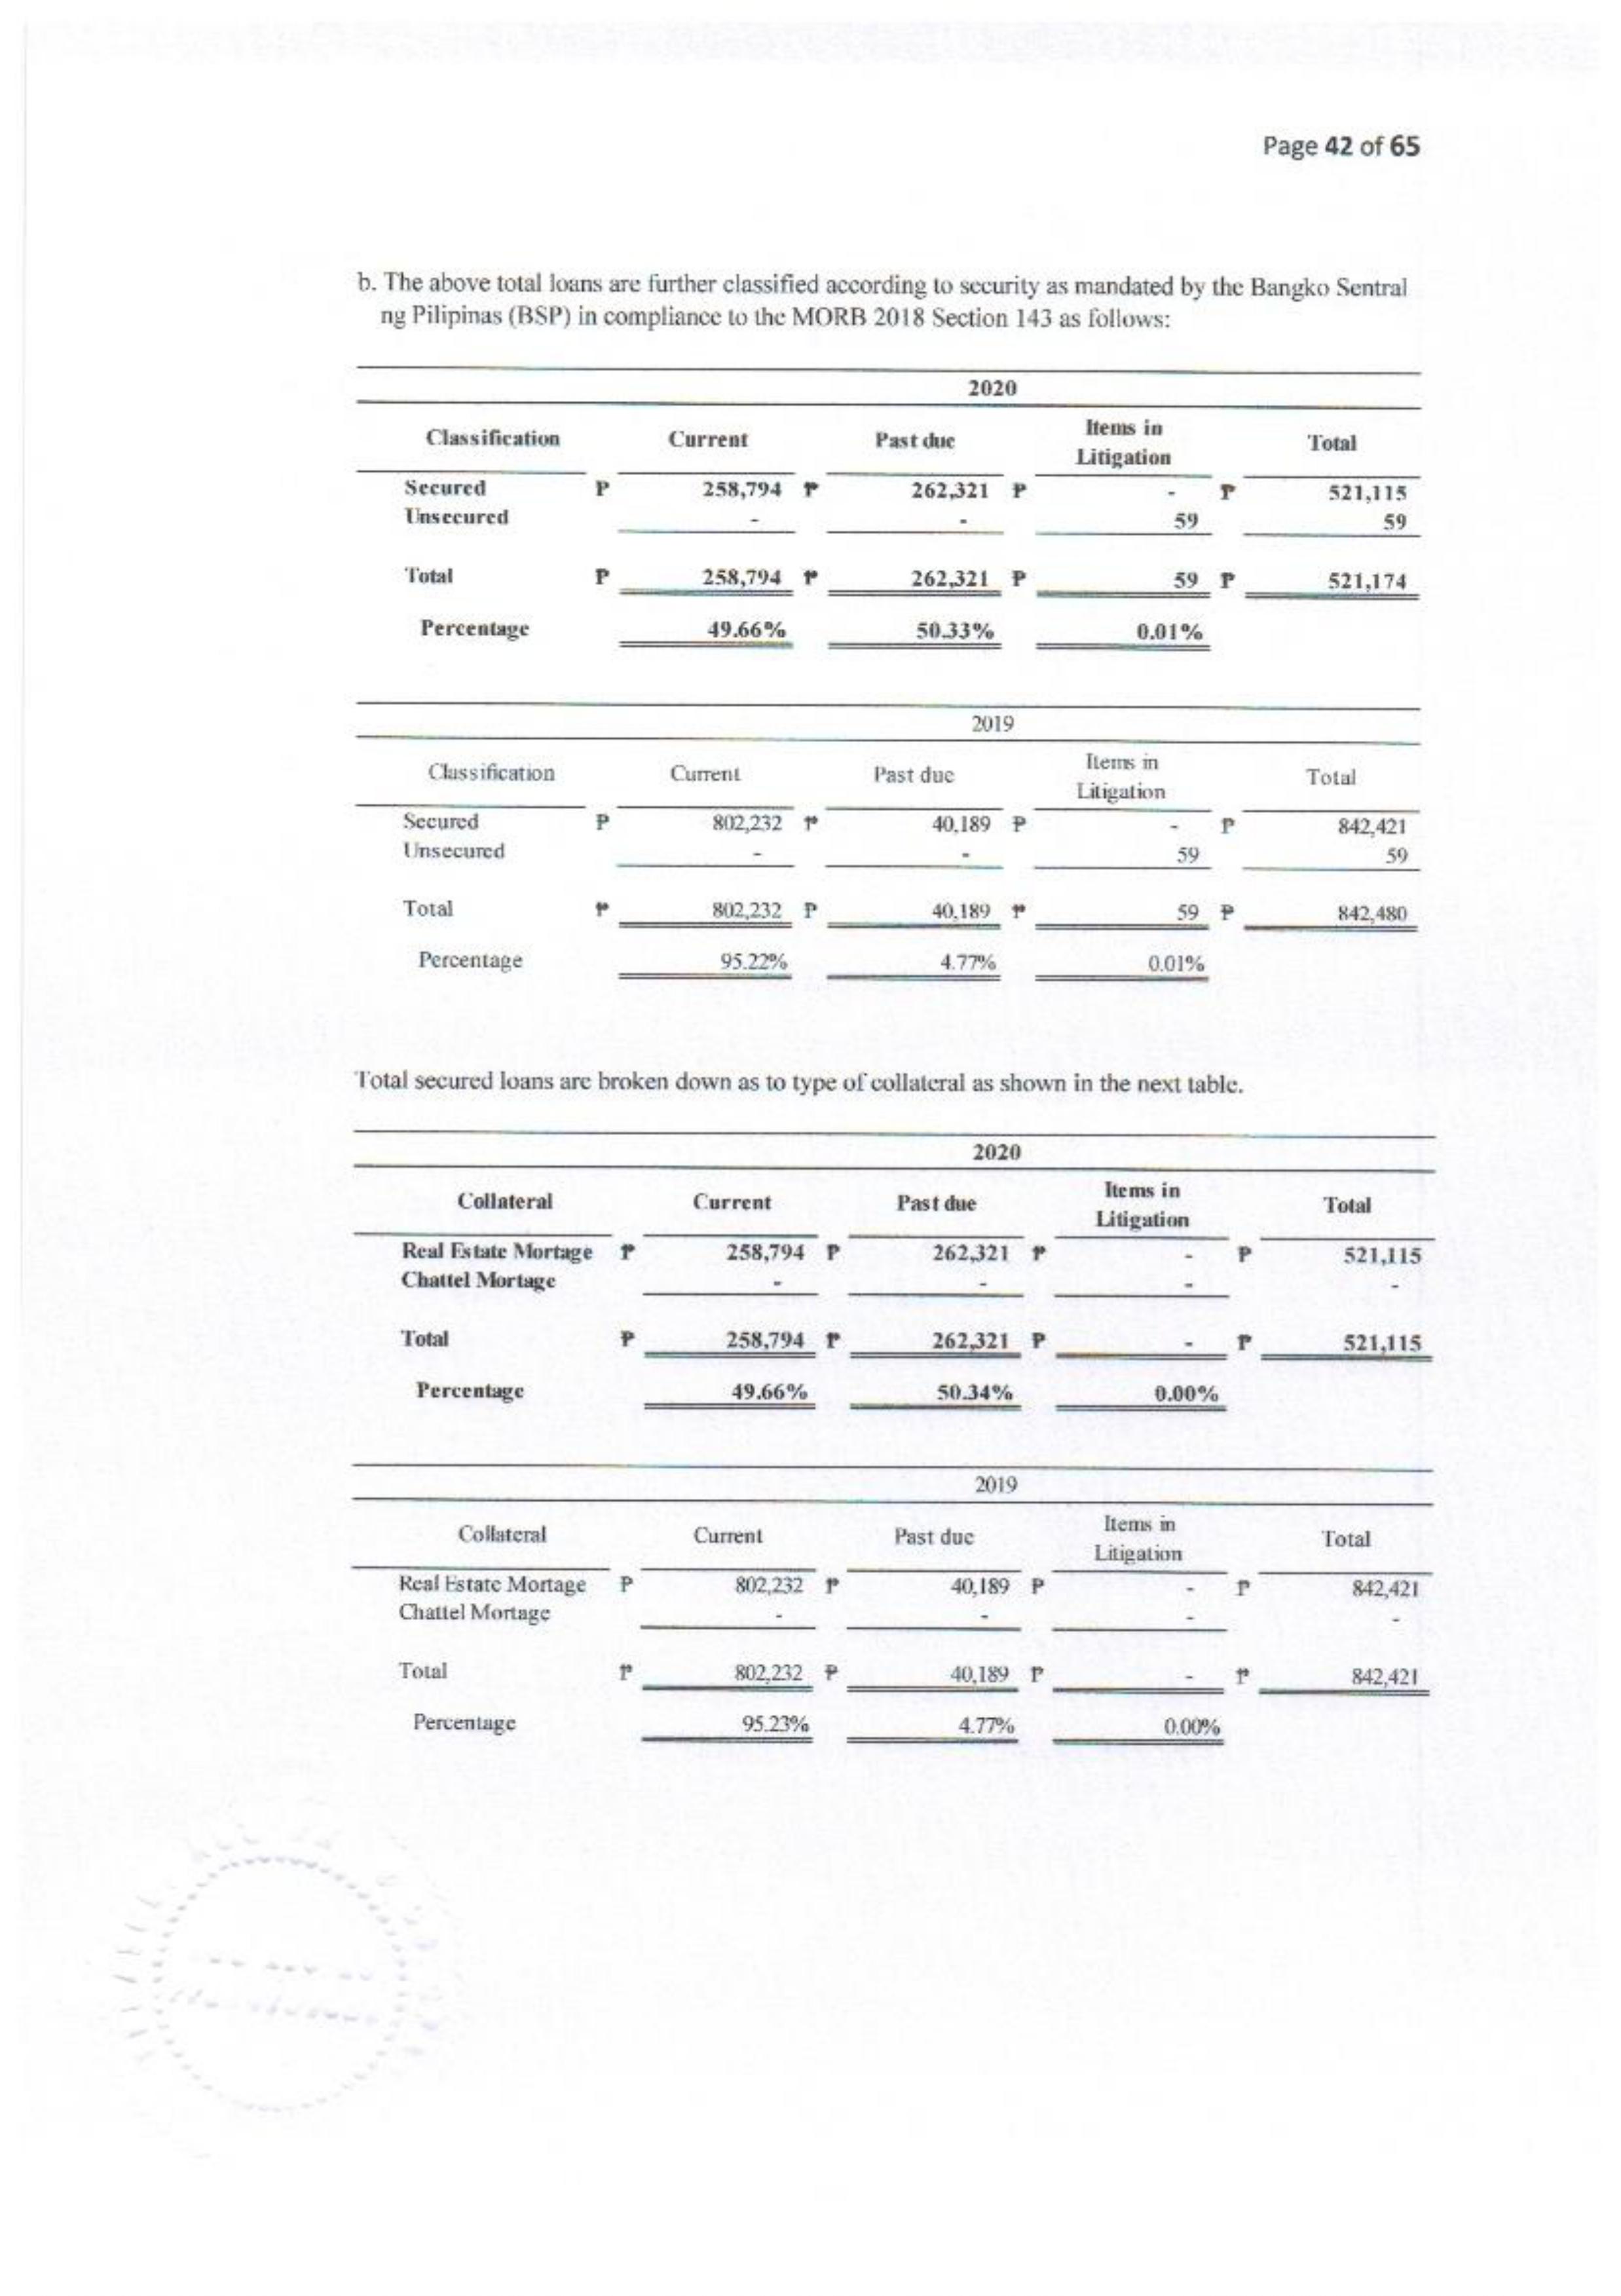 Page 42 of 65
b. The above total loans are further classified according to security as mandated by the Bangko Sentral
ng Pilipinas (BSP) in compliance to the MORB 2018 Section 143 as follows:
2020
Classification Current Past due Items in Litigation Total
Secured ₱ 258,794 ₱ 262,321 ₱ - ₱ 521,115
Unsecured - - 59 59
Total ₱ 258,794 ₱ 262,321 ₱ 59 ₱ 521,174
Percentage 49.66% 50.33% 0.01%
2019
Classification Current Past due Items in Litigation Total
Secured ₱ 802,232 ₱ 40,189 ₱ - ₱ 842,421
Unsecured - - 59 59
Total ₱ 802,232 ₱ 40,189 ₱ 59 ₱ 842,480
Percentage 95.22% 4.77% 0.01%
Total secured loans are broken down as to type of collateral as shown in the next table.
2020
Collateral Current Past due Items in Litigation Total
Real Estate Mortage ₱ 258,794 ₱ 262,321 ₱ - ₱ 521,115
Chattel Mortage - - - -
Total ₱ 258,794 ₱ 262,321 ₱ - ₱ 521,115
Percentage 49.66% 50.34% 0.00%
2019
Collateral Current Past due Items in Litigation Total
Real Estate Mortage ₱ 802,232 ₱ 40,189 ₱ - ₱ 842,421
Chattel Mortage - - - -
Total ₱ 802,232 ₱ 40,189 ₱ - ₱ 842,421
Percentage 95.23% 4.77% 0.00%